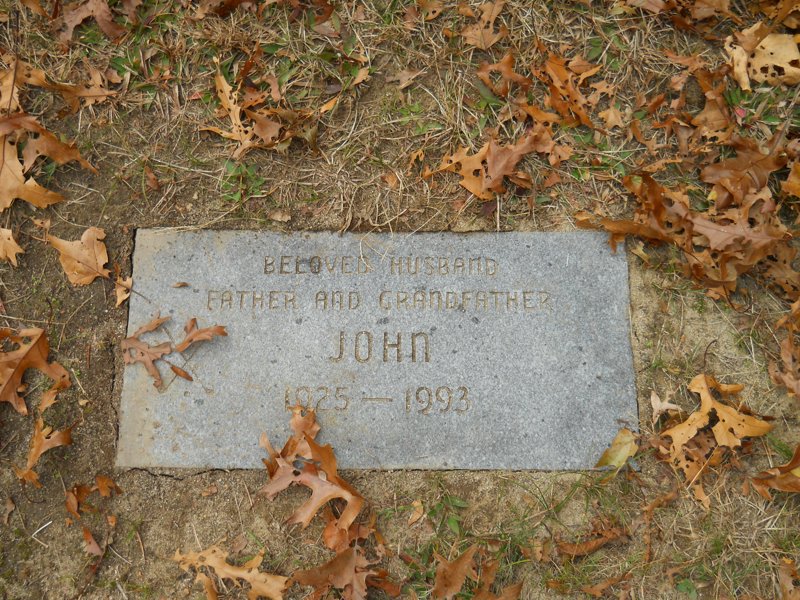 BELOVED HUSBAND
FATHER AND GRANDFATHER
JOHN
1925 — 1993